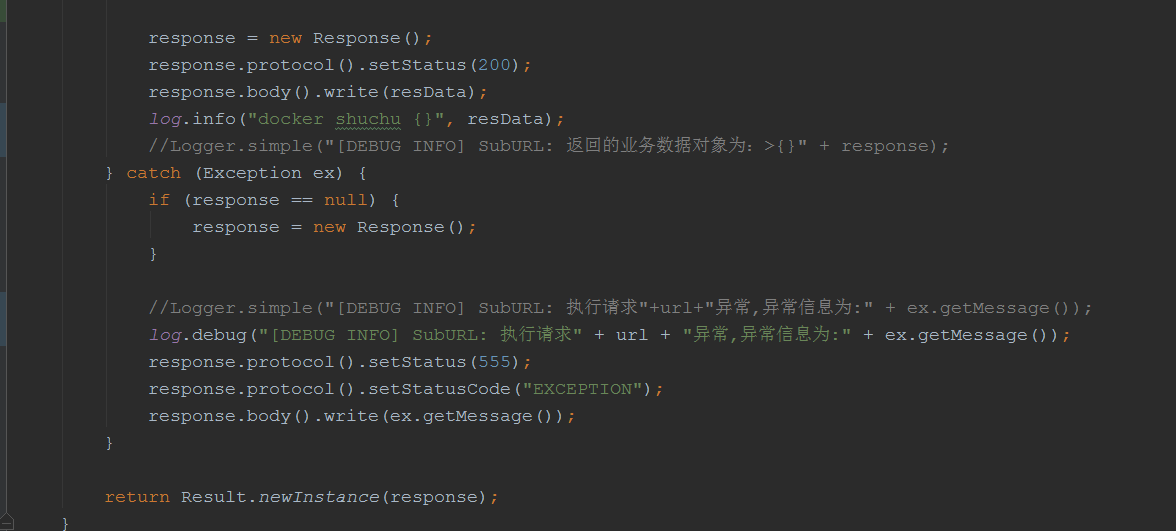 response = new Response();
response.protocol().setStatus(200);
response.body().write(resData);
log.info("docker shuchu {}", resData);
//Logger.simple("[DEBUG INFO] SubURL: 返回的业务数据对象为：>{}" + response);
} catch (Exception ex) {
if (response == null) {
response = new Response();
}
//Logger.simple("[DEBUG INFO] SubURL: 执行请求"+url+"异常,异常信息为:" + ex.getMessage());
log.debug("[DEBUG INFO] SubURL: 执行请求" + url + "异常,异常信息为:" + ex.getMessage());
response.protocol().setStatus(555);
response.protocol().setStatusCode("EXCEPTION");
response.body().write(ex.getMessage());
}
return Result.newInstance(response);
}